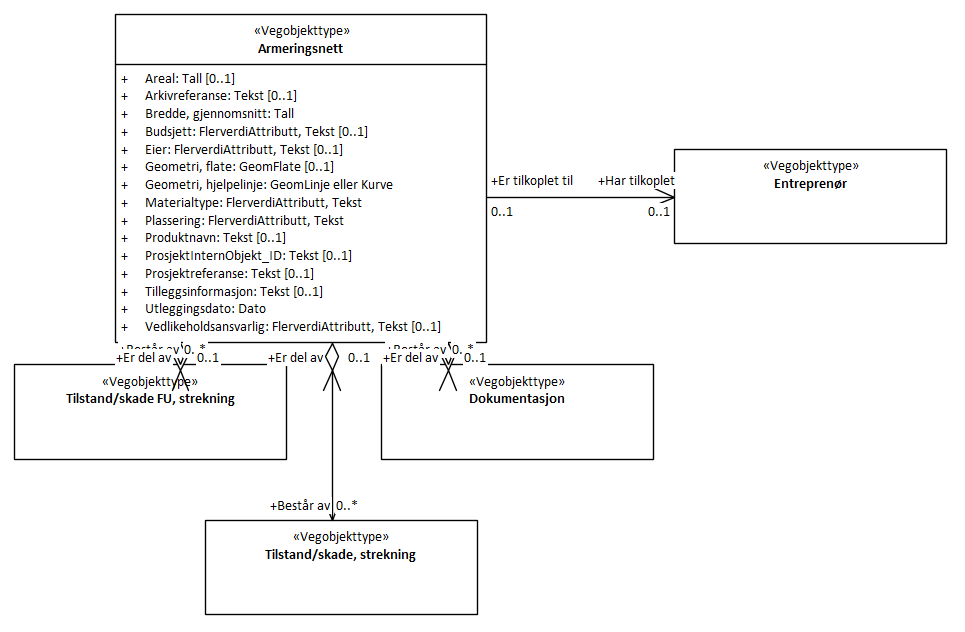 «Vegobjekttype»
Armeringsnett
+ Areal: Tall [0..1]
+ Arkivreferanse: Tekst [0..1]
+ Bredde, gjennomsnitt: Tall
+ Budsjett: FlerverdiAttributt, Tekst [0..1]
+ Eier: FlerverdiAttributt, Tekst [0..1]
+ Geometri, flate: GeomFlate [0..1]
+ Geometri, hjelpelinje: GeomLinje eller Kurve
+ Materialtype: FlerverdiAttributt, Tekst
+ Plassering: FlerverdiAttributt, Tekst
+ Produktnavn: Tekst [0..1]
+ ProsjektInternObjekt_ID: Tekst [0..1]
+ Prosjektreferanse: Tekst [0..1]
+ Tilleggsinformasjon: Tekst [0..1]
+ Utleggingsdato: Dato
+ Vedlikeholdsansvarlig: FlerverdiAttributt, Tekst [0..1]
+Er tilkoplet til +Har tilkoplet
0..1 0..1
«Vegobjekttype»
Entreprenør
+Består av 0..* +Består av 0..*
+Er del av 0..1 +Er del av 0..1 +Er del av 0..1
«Vegobjekttype»
Tilstand/skade FU, strekning
«Vegobjekttype»
Dokumentasjon
+Består av 0..*
«Vegobjekttype»
Tilstand/skade, strekning